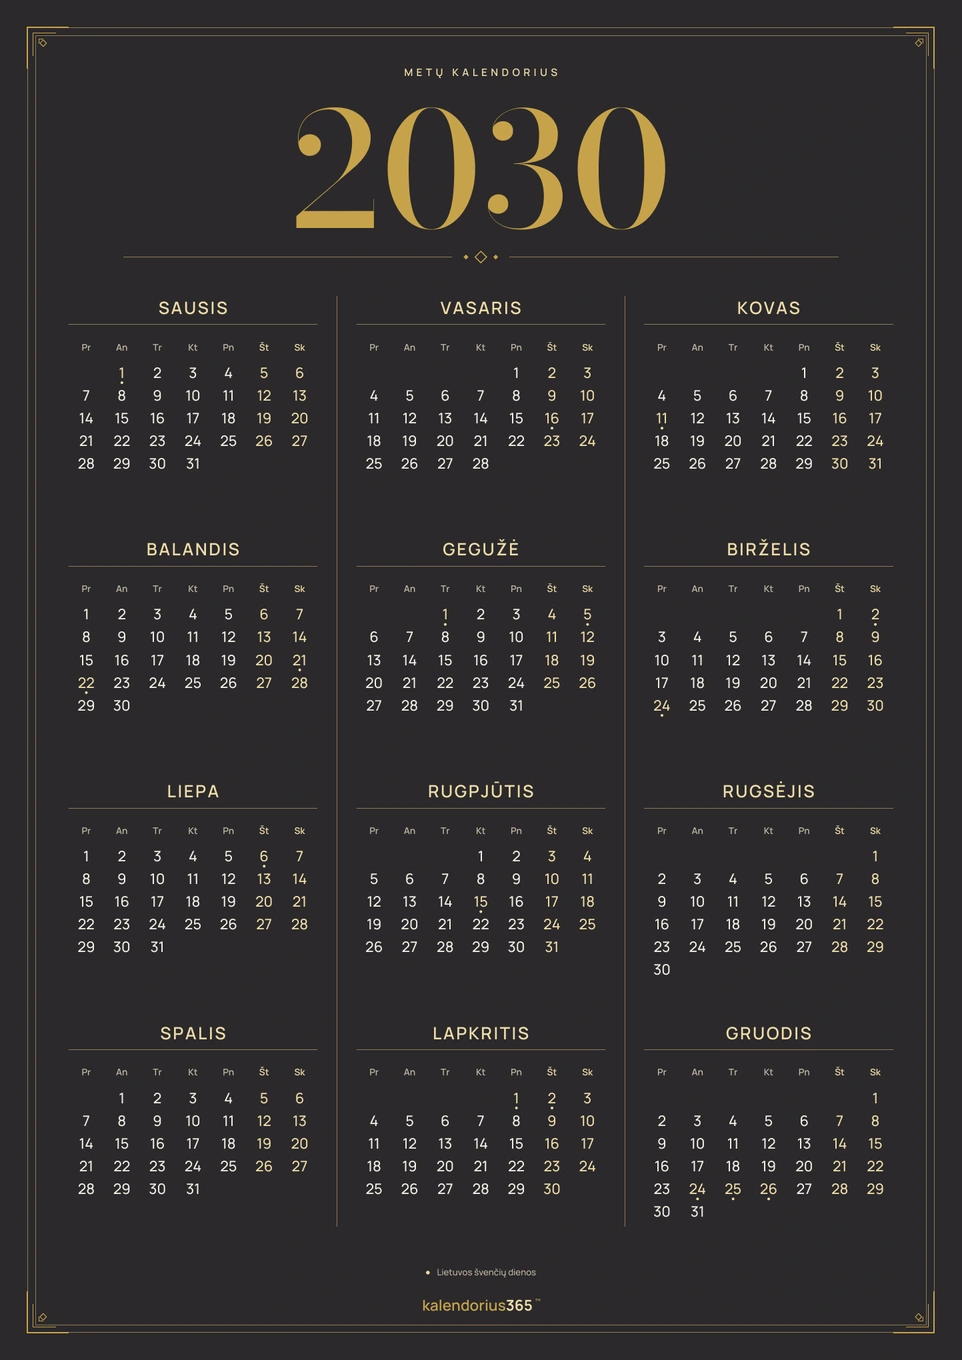 METŲ KALENDORIUS
2030
SAUSIS
Pr An Tr Kt Pn Št Sk
1 2 3 4 5 6
7 8 9 10 11 12 13
14 15 16 17 18 19 20
21 22 23 24 25 26 27
28 29 30 31
VASARIS
Pr An Tr Kt Pn Št Sk
1 2 3
4 5 6 7 8 9 10
11 12 13 14 15 16 17
18 19 20 21 22 23 24
25 26 27 28
KOVAS
Pr An Tr Kt Pn Št Sk
1 2 3
4 5 6 7 8 9 10
11 12 13 14 15 16 17
18 19 20 21 22 23 24
25 26 27 28 29 30 31
BALANDIS
Pr An Tr Kt Pn Št Sk
1 2 3 4 5 6 7
8 9 10 11 12 13 14
15 16 17 18 19 20 21
22 23 24 25 26 27 28
29 30
GEGUŽĖ
Pr An Tr Kt Pn Št Sk
1 2 3 4 5
6 7 8 9 10 11 12
13 14 15 16 17 18 19
20 21 22 23 24 25 26
27 28 29 30 31
BIRŽELIS
Pr An Tr Kt Pn Št Sk
1 2
3 4 5 6 7 8 9
10 11 12 13 14 15 16
17 18 19 20 21 22 23
24 25 26 27 28 29 30
LIEPA
Pr An Tr Kt Pn Št Sk
1 2 3 4 5 6 7
8 9 10 11 12 13 14
15 16 17 18 19 20 21
22 23 24 25 26 27 28
29 30 31
RUGPJŪTIS
Pr An Tr Kt Pn Št Sk
1 2 3 4
5 6 7 8 9 10 11
12 13 14 15 16 17 18
19 20 21 22 23 24 25
26 27 28 29 30 31
RUGSĖJIS
Pr An Tr Kt Pn Št Sk
1
2 3 4 5 6 7 8
9 10 11 12 13 14 15
16 17 18 19 20 21 22
23 24 25 26 27 28 29
30
SPALIS
Pr An Tr Kt Pn Št Sk
1 2 3 4 5 6
7 8 9 10 11 12 13
14 15 16 17 18 19 20
21 22 23 24 25 26 27
28 29 30 31
LAPKRITIS
Pr An Tr Kt Pn Št Sk
1 2 3
4 5 6 7 8 9 10
11 12 13 14 15 16 17
18 19 20 21 22 23 24
25 26 27 28 29 30
GRUODIS
Pr An Tr Kt Pn Št Sk
1
2 3 4 5 6 7 8
9 10 11 12 13 14 15
16 17 18 19 20 21 22
23 24 25 26 27 28 29
30 31
Lietuvos švenčių dienos
kalendorius365™